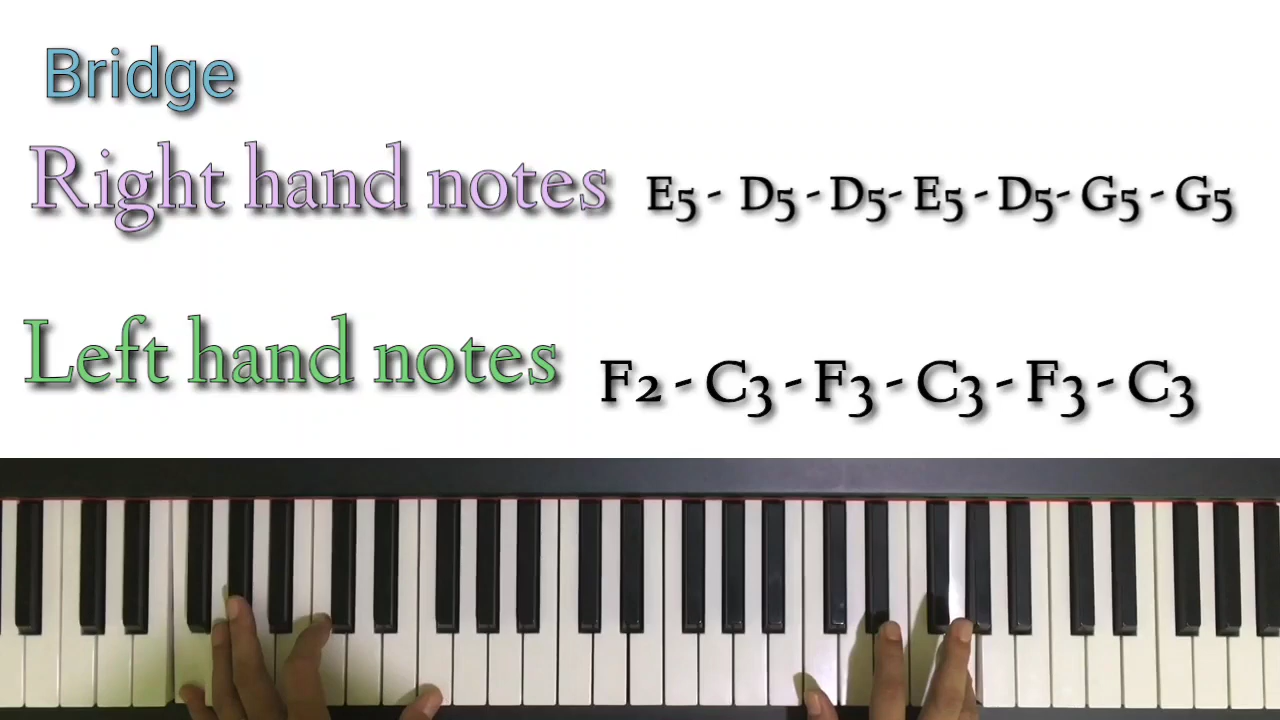 Bridge
Right hand notes E5 - D5 - D5- E5 - D5- G5 - G5
Left hand notes F2 - C3 - F3 - C3 - F3 - C3